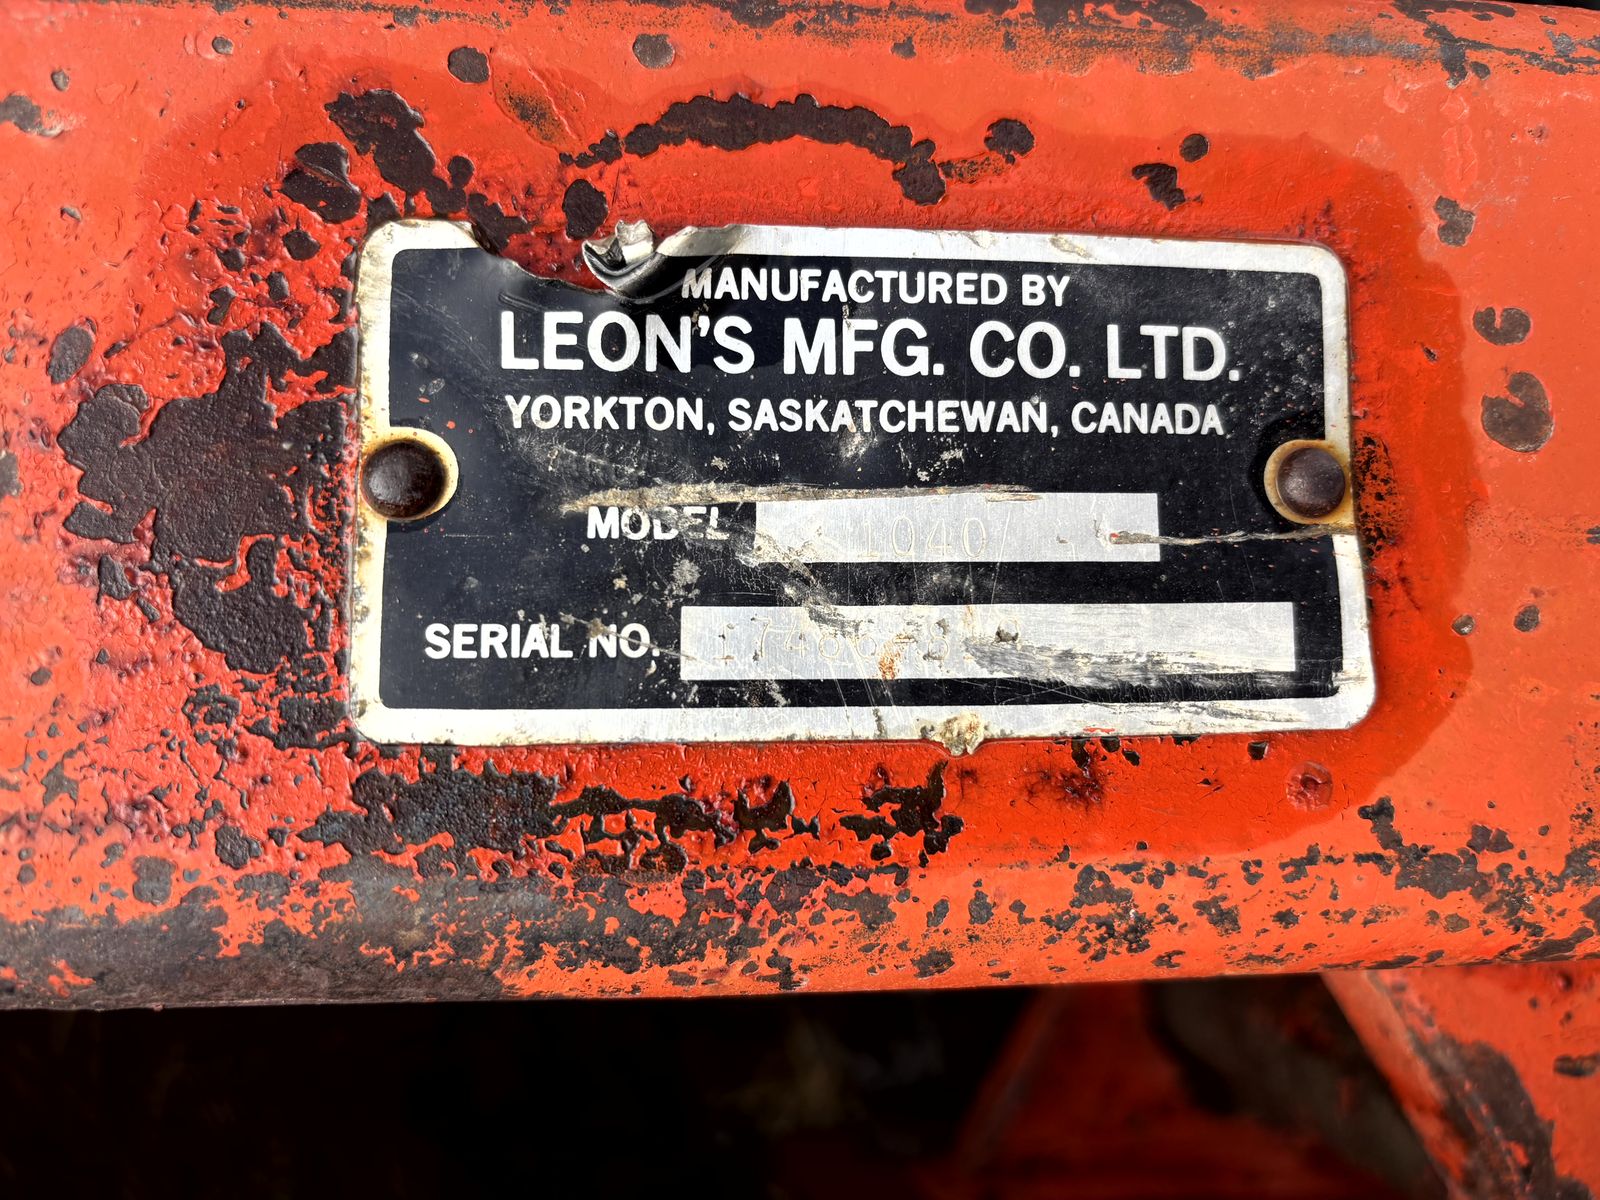 MANUFACTURED BY
LEON'S MFG. CO. LTD.
YORKTON, SASKATCHEWAN, CANADA
MODEL 1040
SERIAL NO.